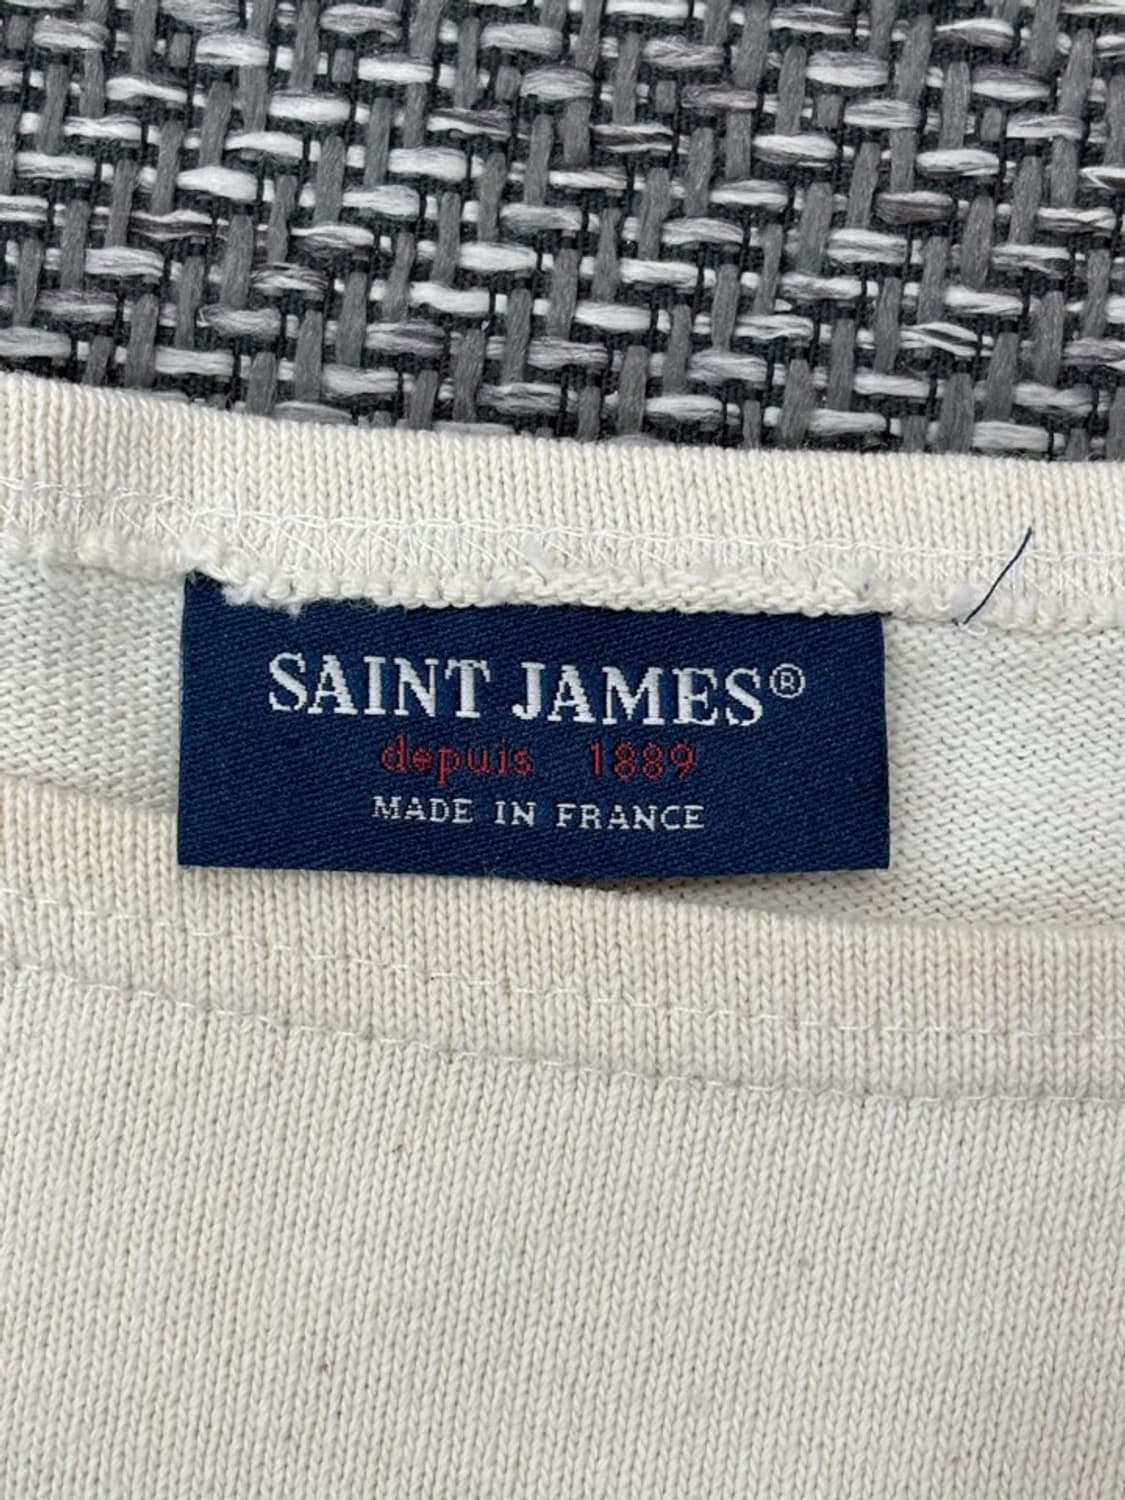 SAINT JAMES®
depuis 1889
MADE IN FRANCE